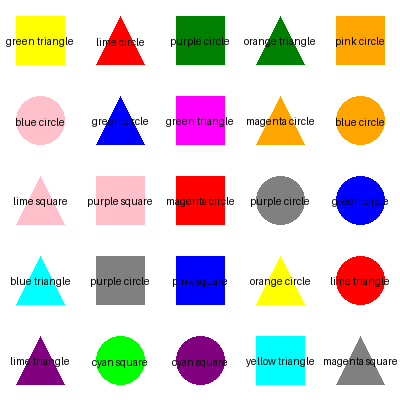 green triangle lime circle purple circle orange triangle pink circle
blue circle green circle green triangle magenta circle blue circle
lime square purple square magenta circle purple circle green circle
blue triangle purple circle pink square orange circle lime triangle
lime triangle cyan square cyan square yellow triangle magenta square